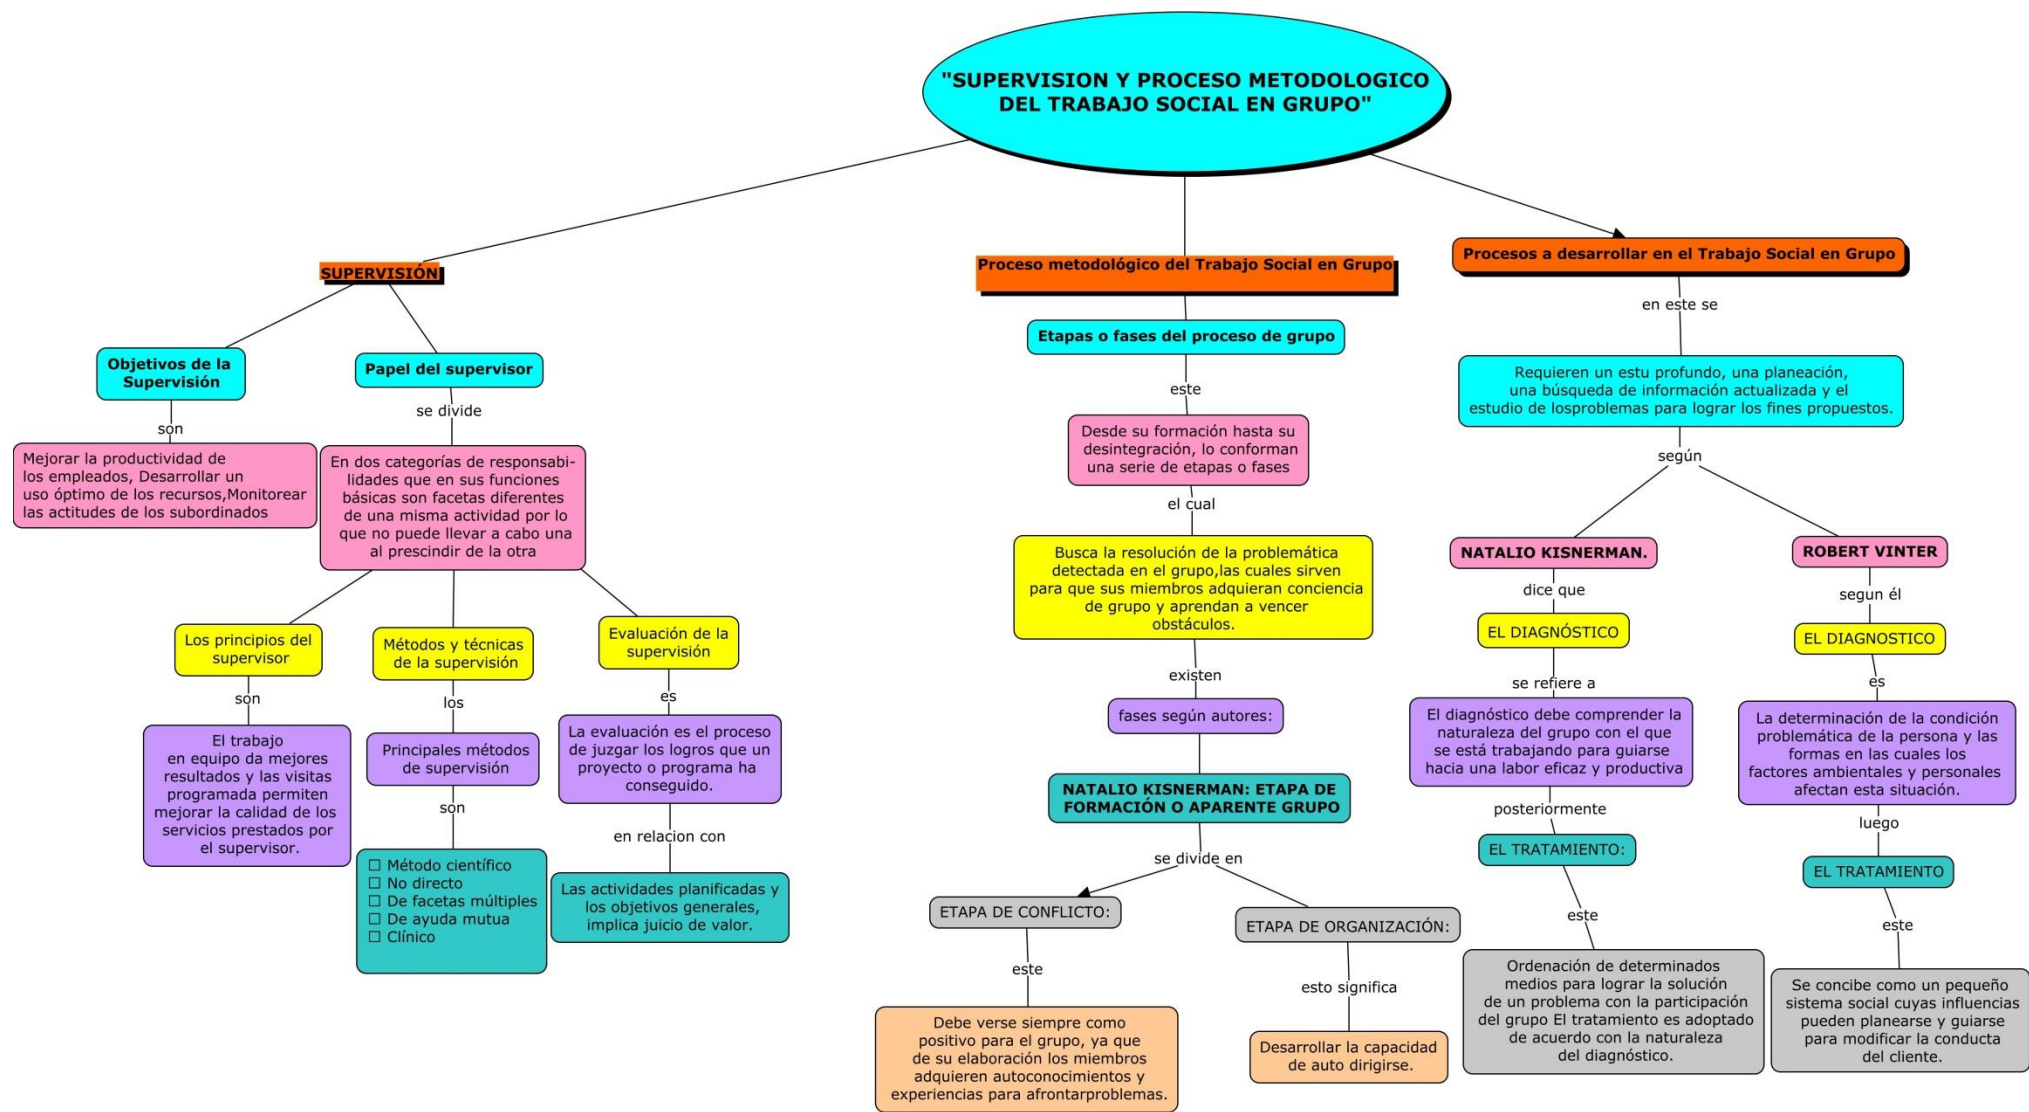 "SUPERVISION Y PROCESO METODOLOGICO
DEL TRABAJO SOCIAL EN GRUPO"
SUPERVISIÓN
Objetivos de la
Supervisión
son
Mejorar la productividad de
los empleados, Desarrollar un
uso óptimo de los recursos,Monitorear
las actitudes de los subordinados
Papel del supervisor
se divide
En dos categorías de responsabi-
lidades que en sus funciones
básicas son facetas diferentes
de una misma actividad por lo
que no puede llevar a cabo una
al prescindir de la otra
Los principios del
supervisor
son
El trabajo
en equipo da mejores
resultados y las visitas
programada permiten
mejorar la calidad de los
servicios prestados por
el supervisor.
Métodos y técnicas
de la supervisión
los
Principales métodos
de supervisión
son
☐ Método científico
☐ No directo
☐ De facetas múltiples
☐ De ayuda mutua
☐ Clínico
Evaluación de la
supervisión
es
La evaluación es el proceso
de juzgar los logros que un
proyecto o programa ha
conseguido.
en relacion con
Las actividades planificadas y
los objetivos generales,
implica juicio de valor.
Proceso metodológico del Trabajo Social en Grupo
Etapas o fases del proceso de grupo
este
Desde su formación hasta su
desintegración, lo conforman
una serie de etapas o fases
el cual
Busca la resolución de la problemática
detectada en el grupo,las cuales sirven
para que sus miembros adquieran conciencia
de grupo y aprendan a vencer
obstáculos.
existen
fases según autores:
NATALIO KISNERMAN: ETAPA DE
FORMACIÓN O APARENTE GRUPO
se divide en
ETAPA DE CONFLICTO:
este
Debe verse siempre como
positivo para el grupo, ya que
de su elaboración los miembros
adquieren autoconocimientos y
experiencias para afrontarproblemas.
ETAPA DE ORGANIZACIÓN:
esto significa
Desarrollar la capacidad
de auto dirigirse.
Procesos a desarrollar en el Trabajo Social en Grupo
en este se
Requieren un estu profundo, una planeación,
una búsqueda de información actualizada y el
estudio de losproblemas para lograr los fines propuestos.
según
NATALIO KISNERMAN.
dice que
EL DIAGNÓSTICO
se refiere a
El diagnóstico debe comprender la
naturaleza del grupo con el que
se está trabajando para guiarse
hacia una labor eficaz y productiva
posteriormente
EL TRATAMIENTO:
este
Ordenación de determinados
medios para lograr la solución
de un problema con la participación
del grupo El tratamiento es adoptado
de acuerdo con la naturaleza
del diagnóstico.
ROBERT VINTER
segun él
EL DIAGNOSTICO
es
La determinación de la condición
problemática de la persona y las
formas en las cuales los
factores ambientales y personales
afectan esta situación.
luego
EL TRATAMIENTO
este
Se concibe como un pequeño
sistema social cuyas influencias
pueden planearse y guiarse
para modificar la conducta
del cliente.